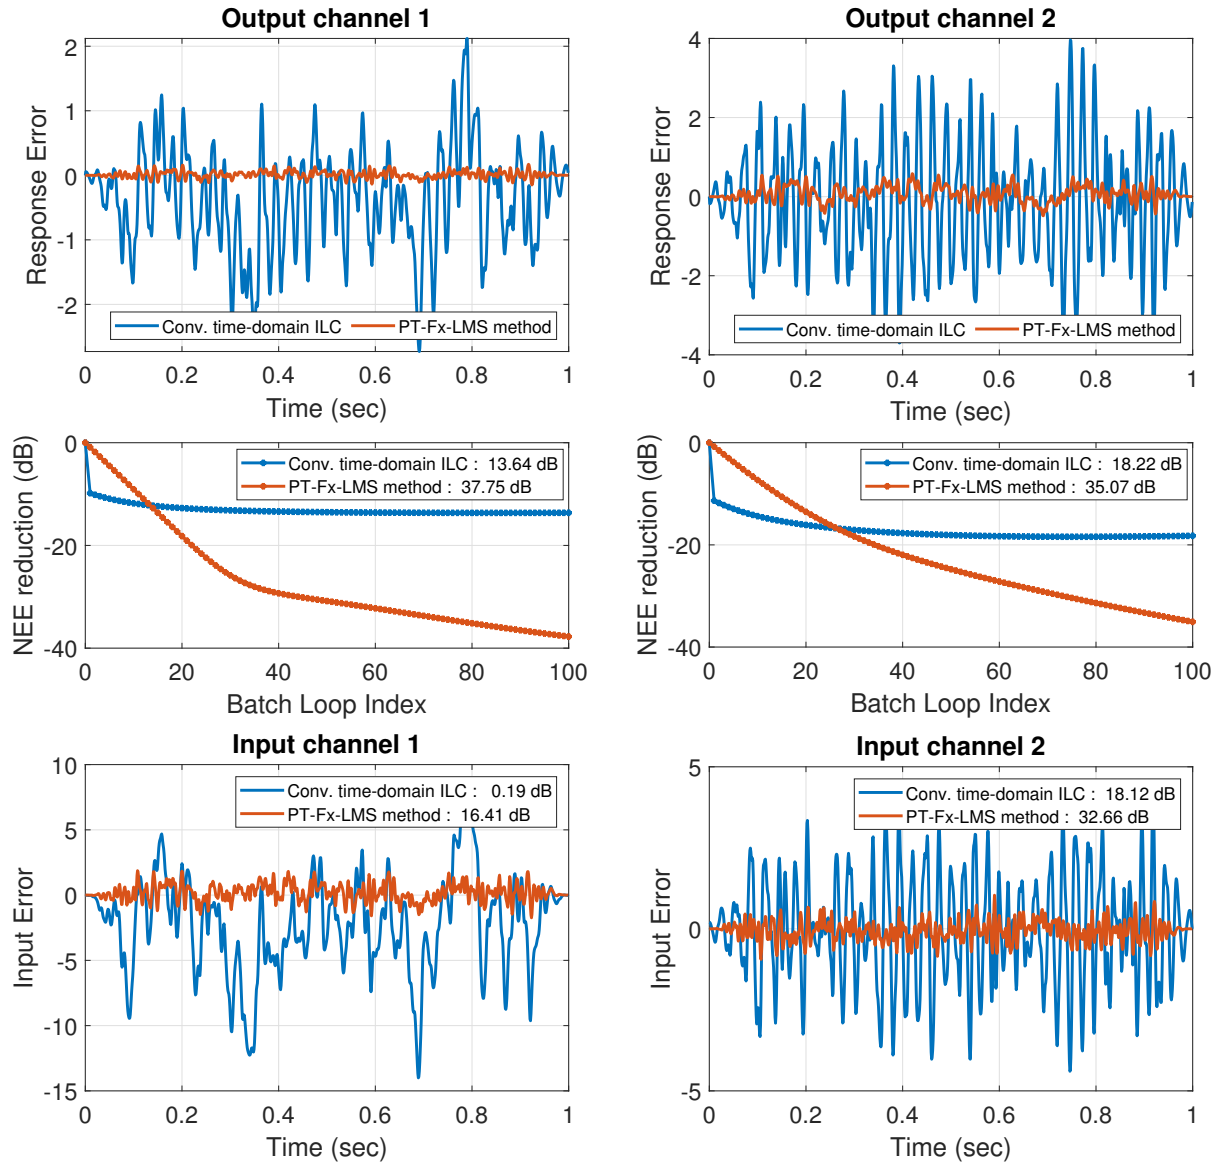 Output channel 1
Response Error
2
1
0
-1
-2
Conv. time-domain ILC PT-Fx-LMS method
0 0.2 0.4 0.6 0.8 1
Time (sec)
Output channel 2
Response Error
4
2
0
-2
-4
Conv. time-domain ILC PT-Fx-LMS method
0 0.2 0.4 0.6 0.8 1
Time (sec)
NEE reduction (dB)
0
-20
-40
Conv. time-domain ILC : 13.64 dB
PT-Fx-LMS method : 37.75 dB
0 20 40 60 80 100
Batch Loop Index
NEE reduction (dB)
0
-20
-40
Conv. time-domain ILC : 18.22 dB
PT-Fx-LMS method : 35.07 dB
0 20 40 60 80 100
Batch Loop Index
Input channel 1
Input Error
10
5
0
-5
-10
-15
Conv. time-domain ILC : 0.19 dB
PT-Fx-LMS method : 16.41 dB
0 0.2 0.4 0.6 0.8 1
Time (sec)
Input channel 2
Input Error
5
0
-5
Conv. time-domain ILC : 18.12 dB
PT-Fx-LMS method : 32.66 dB
0 0.2 0.4 0.6 0.8 1
Time (sec)